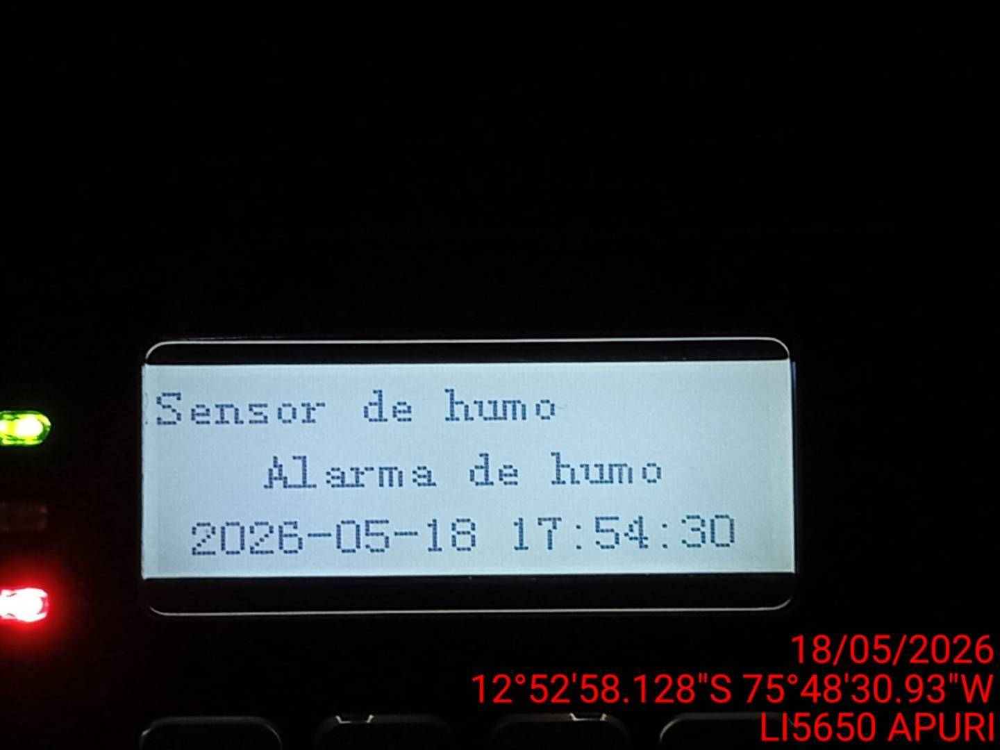 Sensor de humo
Alarma de humo
2026-05-18 17:54:30
18/05/2026
12°52'58.128"S 75°48'30.93"W
LI5650 APURI